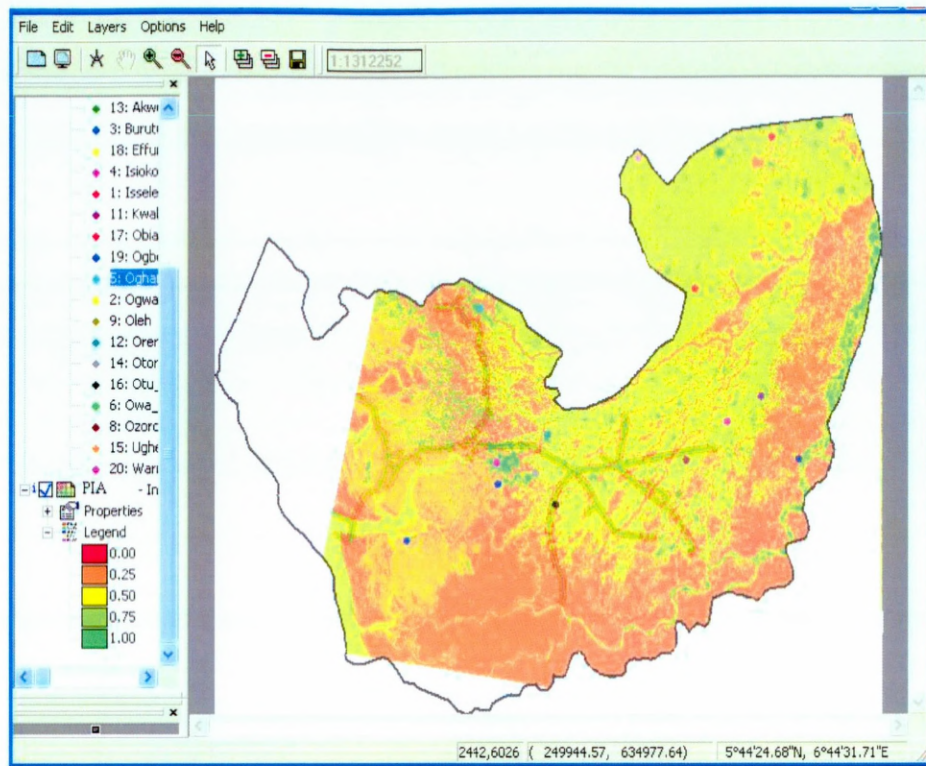 File Edit Layers Options Help
1:1312252
13: Akw
3: Burut
18: Effu
4: Isioko
1: Issele
11: Kwal
17: Obia
19: Ogb
5: Oghar
2: Ogwa
9: Oleh
12: Orer
14: Otor
16: Otu_
6: Owa_
8: Ozoro
15: Ughe
20: Warr
PIA - In
Properties
Legend
0.00
0.25
0.50
0.75
1.00
2442,6026 ( 249944.57, 634977.64) 5°44'24.68"N, 6°44'31.71"E